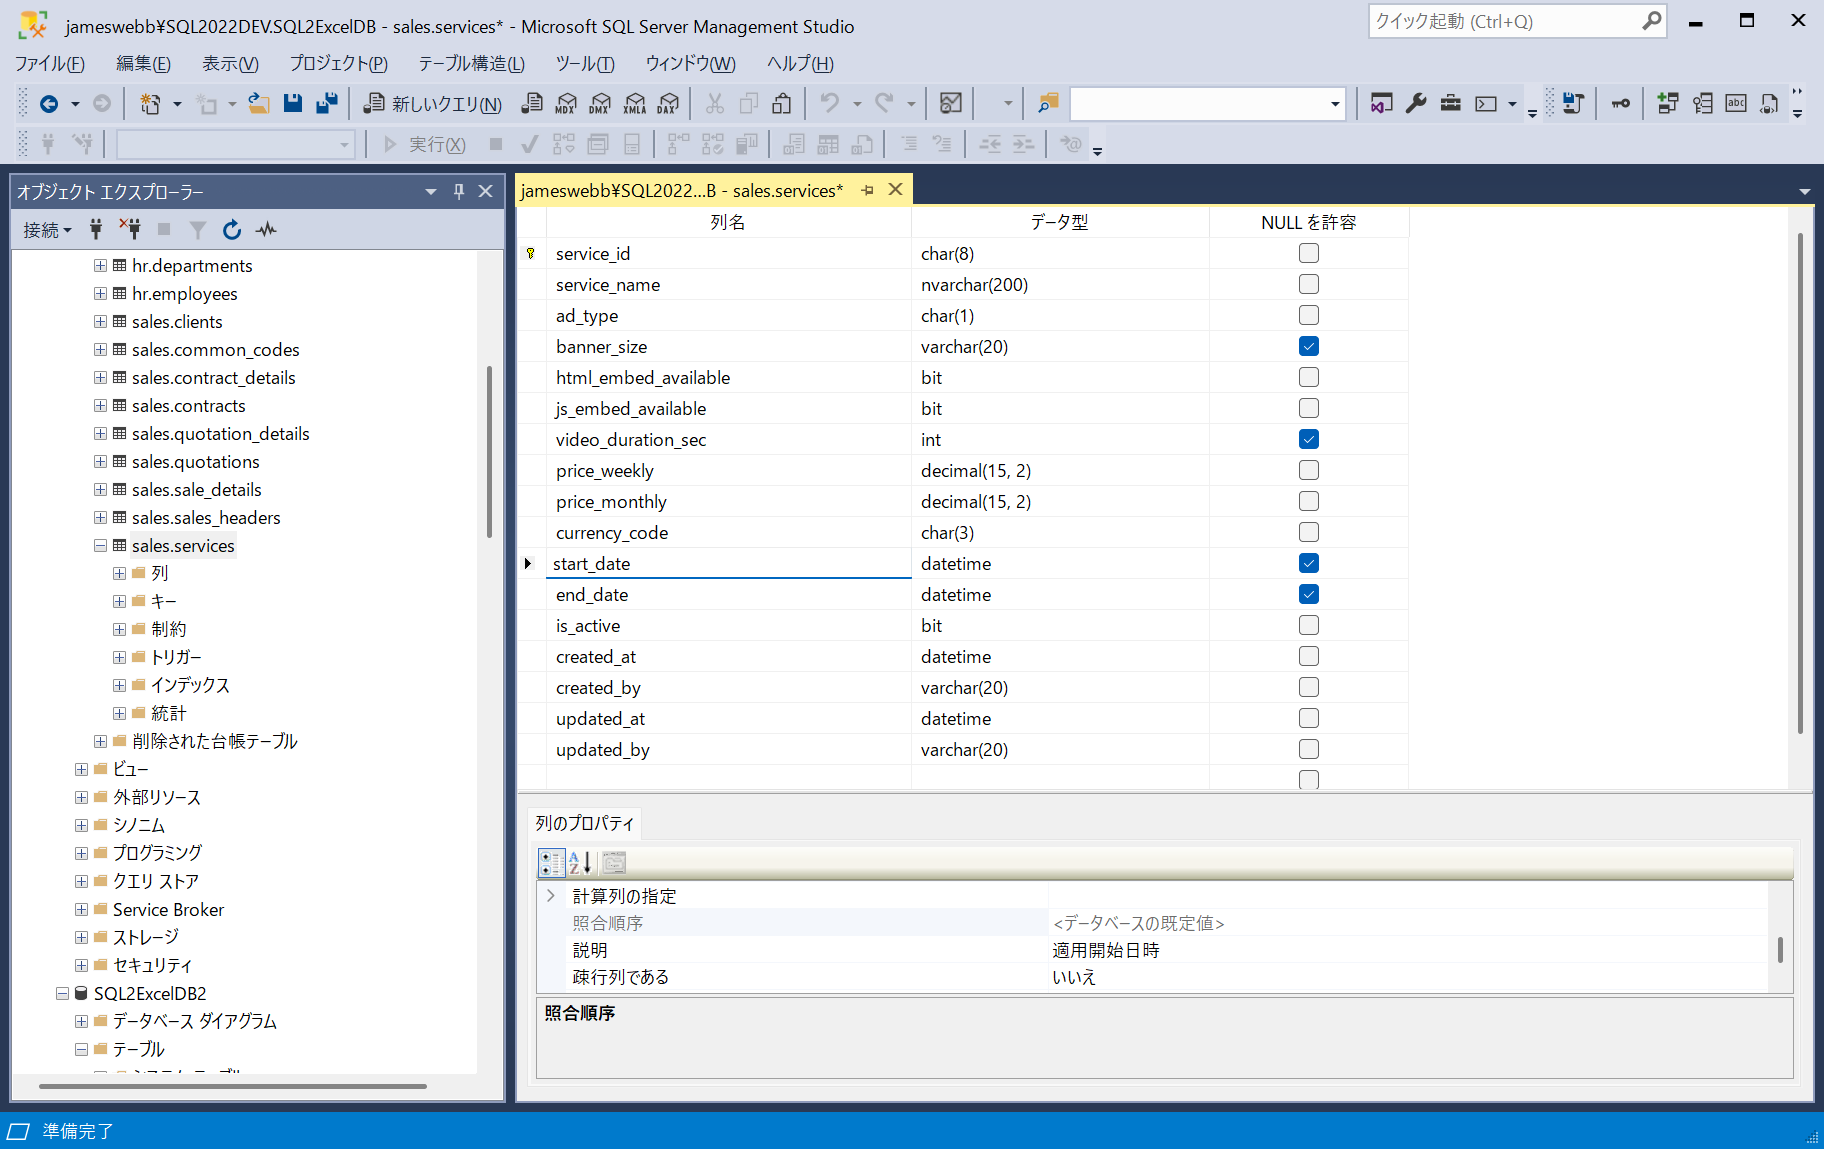 jameswebb¥SQL2022DEV.SQL2ExcelDB - sales.services* - Microsoft SQL Server Management Studio
クイック起動 (Ctrl+Q)
ファイル(F) 編集(E) 表示(V) プロジェクト(P) テーブル構造(L) ツール(T) ウィンドウ(W) ヘルプ(H)
新しいクエリ(N) MDX DMX XMLA DAX abc
実行(X)
オブジェクト エクスプローラー
接続
hr.departments
hr.employees
sales.clients
sales.common_codes
sales.contract_details
sales.contracts
sales.quotation_details
sales.quotations
sales.sale_details
sales.sales_headers
sales.services
列
キー
制約
トリガー
インデックス
統計
削除された台帳テーブル
ビュー
外部リソース
シノニム
プログラミング
クエリ ストア
Service Broker
ストレージ
セキュリティ
SQL2ExcelDB2
データベース ダイアグラム
テーブル
jameswebb¥SQL2022...B - sales.services*
列名 データ型 NULL を許容
service_id char(8)
service_name nvarchar(200)
ad_type char(1)
banner_size varchar(20)
html_embed_available bit
js_embed_available bit
video_duration_sec int
price_weekly decimal(15, 2)
price_monthly decimal(15, 2)
currency_code char(3)
start_date datetime
end_date datetime
is_active bit
created_at datetime
created_by varchar(20)
updated_at datetime
updated_by varchar(20)
列のプロパティ
計算列の指定
照合順序 <データベースの既定値>
説明 適用開始日時
疎行列である いいえ
照合順序
準備完了